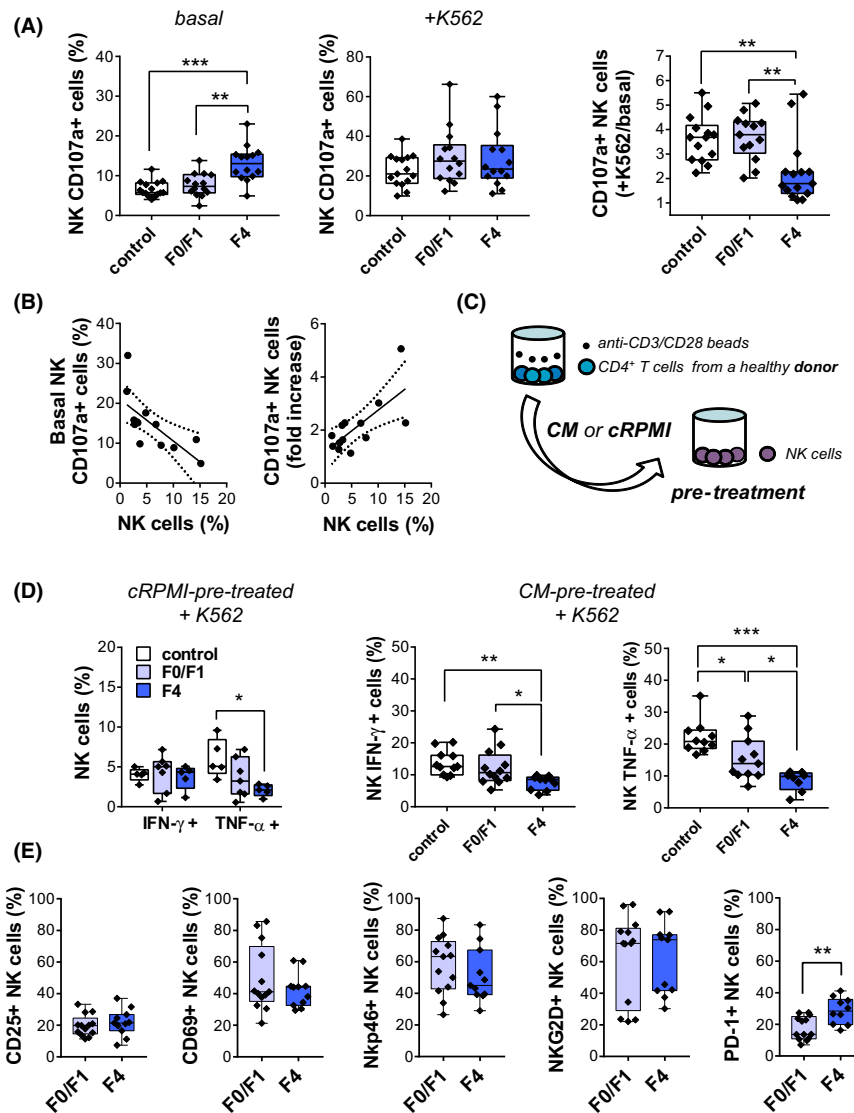 (A)
basal
+K562
NK CD107a+ cells (%)
40
30
20
10
0
***
**
control
F0/F1
F4
NK CD107a+ cells (%)
80
60
40
20
0
control
F0/F1
F4
CD107a+ NK cells
(+K562/basal)
7
6
5
4
3
2
1
**
**
control
F0/F1
F4
(B)
Basal NK
CD107a+ cells (%)
40
30
20
10
0
0 5 10 15 20
NK cells (%)
CD107a+ NK cells
(fold increase)
6
4
2
0
0 5 10 15 20
NK cells (%)
(C)
anti-CD3/CD28 beads
CD4+ T cells from a healthy donor
CM or cRPMI
NK cells
pre-treatment
(D)
cRPMI-pre-treated
+ K562
NK cells (%)
20
15
10
5
0
control
F0/F1
F4
*
IFN-γ +
TNF-α +
CM-pre-treated
+ K562
NK IFN-γ + cells (%)
50
40
30
20
10
0
**
*
control
F0/F1
F4
NK TNF-α + cells (%)
50
40
30
20
10
0
***
*
*
control
F0/F1
F4
(E)
CD25+ NK cells (%)
100
80
60
40
20
0
F0/F1
F4
CD69+ NK cells (%)
100
80
60
40
20
0
F0/F1
F4
Nkp46+ NK cells (%)
100
80
60
40
20
0
F0/F1
F4
NKG2D+ NK cells (%)
100
80
60
40
20
0
F0/F1
F4
PD-1+ NK cells (%)
100
80
60
40
20
0
**
F0/F1
F4